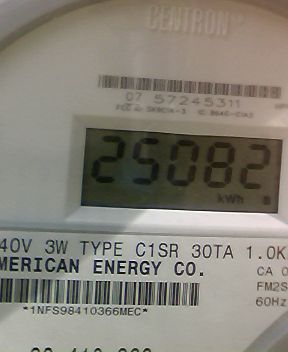 CENTRON
07 57245311
25082
kWh
40V 3W TYPE C1SR 30TA 1.0K
MERICAN ENERGY CO.
CA 0
FM2S
60Hz
*1NFS98410366MEC*